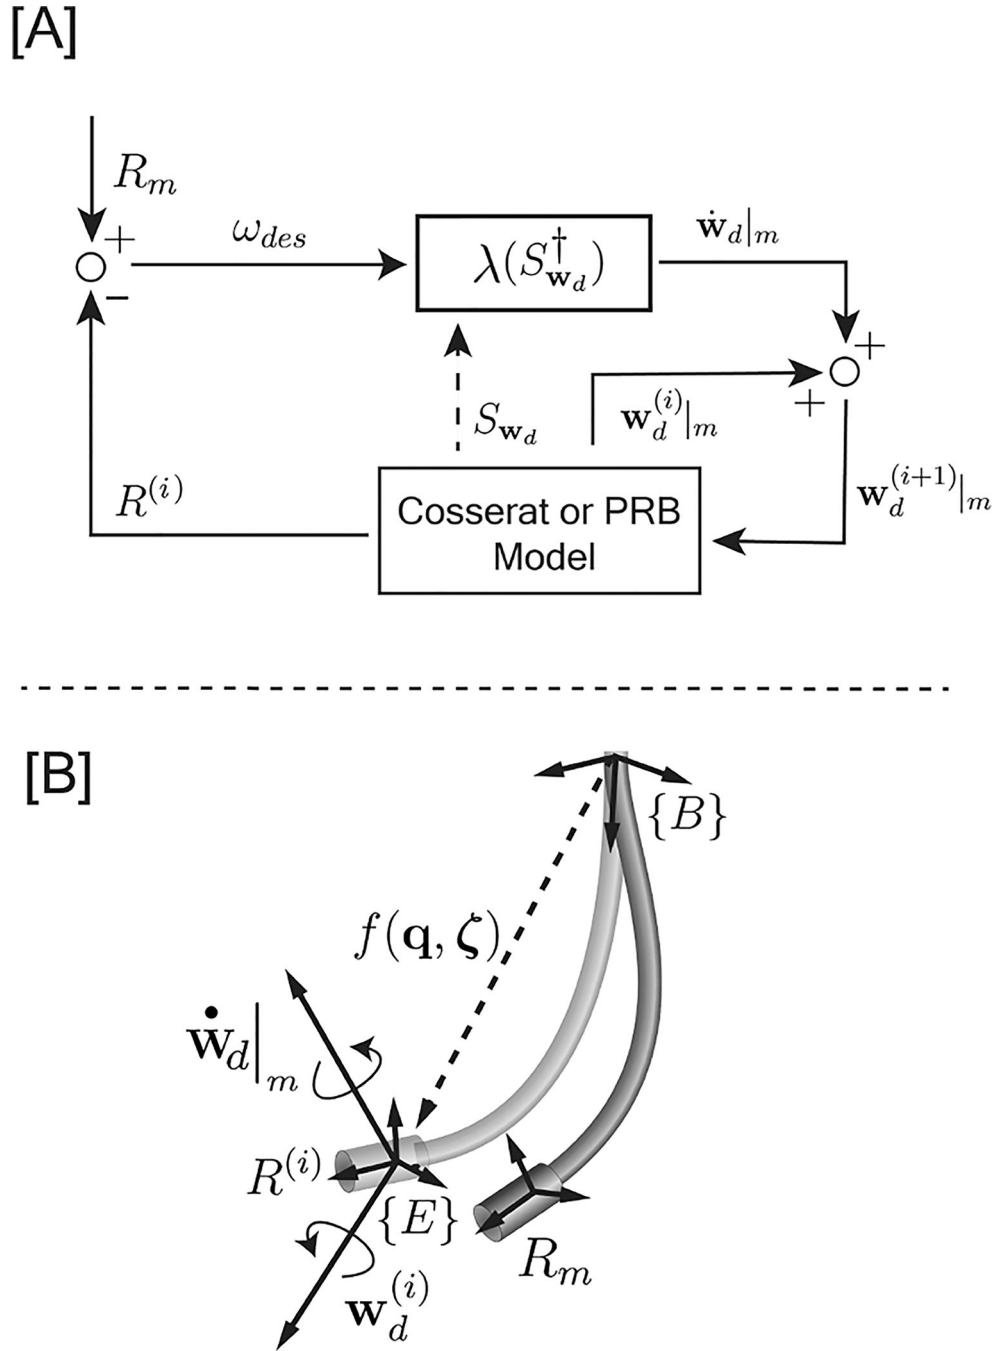 [A]
R_m
+
ω_des
λ(S†_w_d)
ẇ_d|_m
−
+
+
w_d^(i)|_m
S_w_d
R^(i)
w_d^(i+1)|_m
Cosserat or PRB
Model
[B]
{B}
f(q, ζ)
ẇ_d|_m
R^(i)
{E}
R_m
w_d^(i)